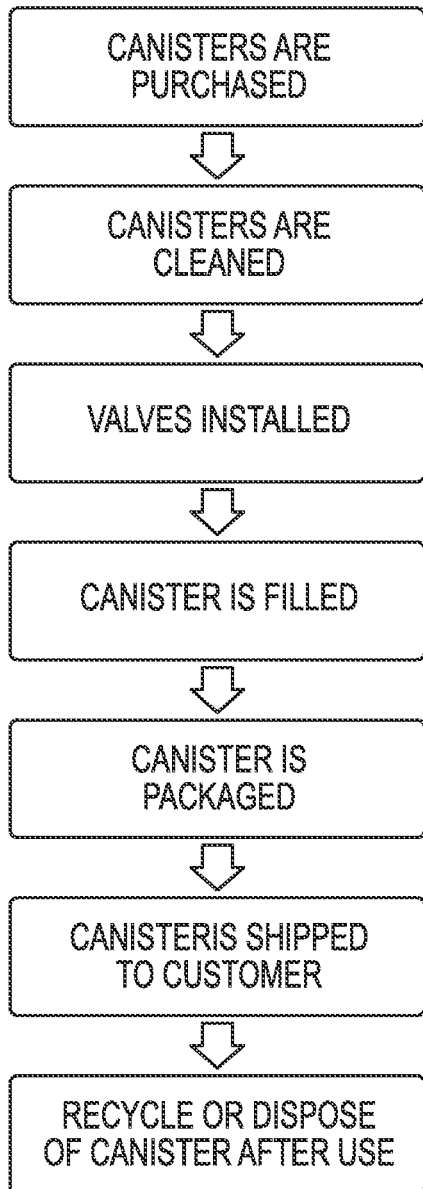 CANISTERS ARE
PURCHASED
CANISTERS ARE
CLEANED
VALVES INSTALLED
CANISTER IS FILLED
CANISTER IS
PACKAGED
CANISTERIS SHIPPED
TO CUSTOMER
RECYCLE OR DISPOSE
OF CANISTER AFTER USE